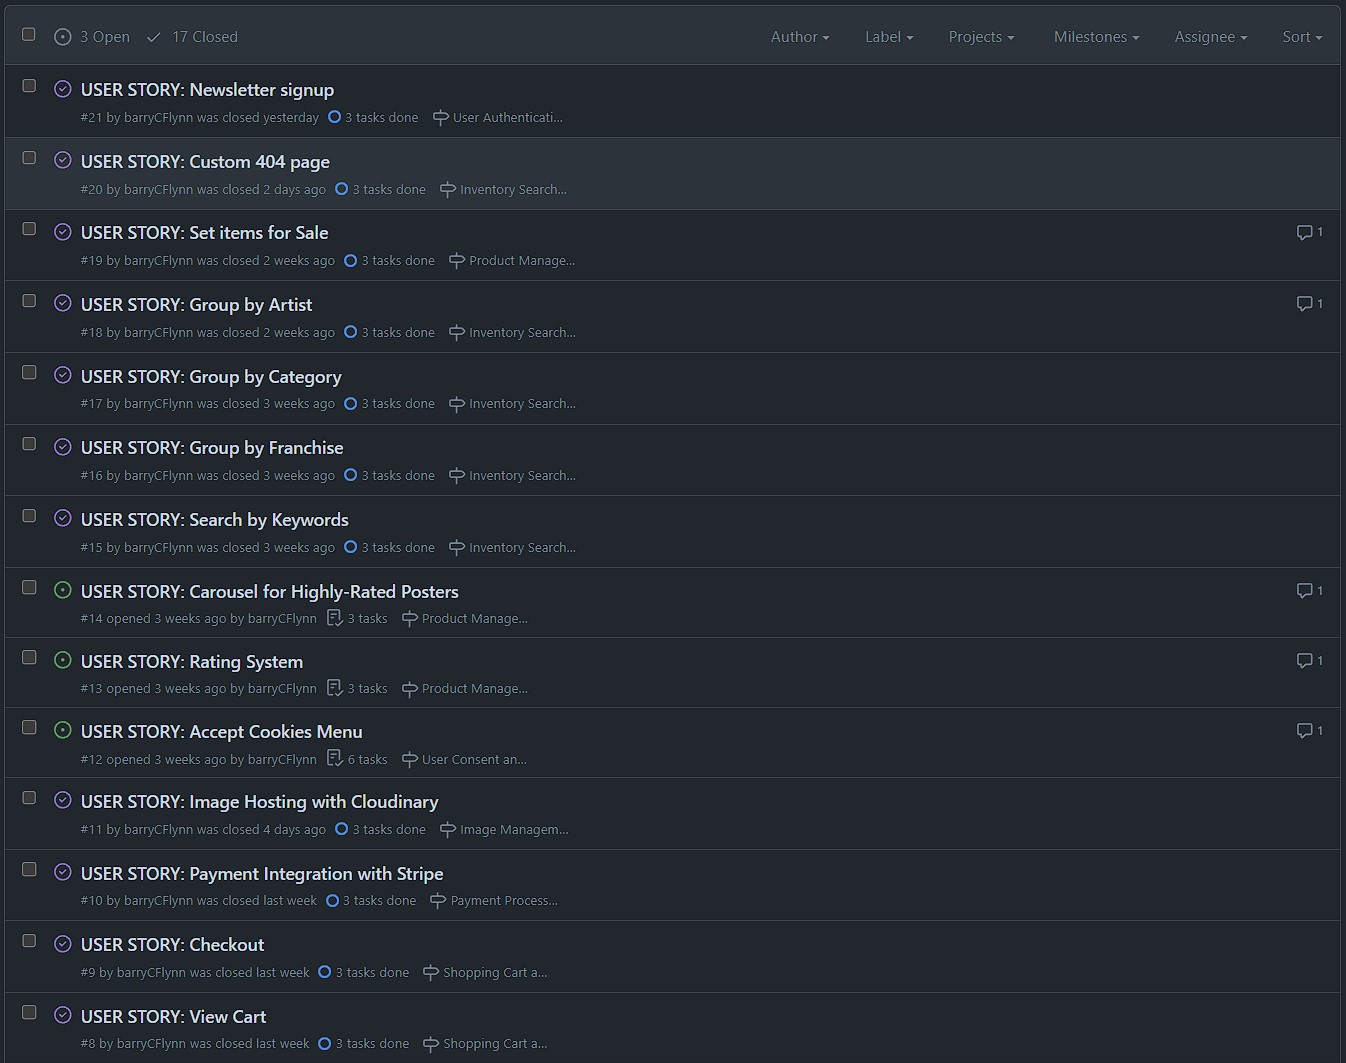 3 Open 17 Closed Author Label Projects Milestones Assignee Sort
USER STORY: Newsletter signup
#21 by barryCFlynn was closed yesterday 3 tasks done User Authenticati...
USER STORY: Custom 404 page
#20 by barryCFlynn was closed 2 days ago 3 tasks done Inventory Search...
USER STORY: Set items for Sale 1
#19 by barryCFlynn was closed 2 weeks ago 3 tasks done Product Manage...
USER STORY: Group by Artist 1
#18 by barryCFlynn was closed 2 weeks ago 3 tasks done Inventory Search...
USER STORY: Group by Category
#17 by barryCFlynn was closed 3 weeks ago 3 tasks done Inventory Search...
USER STORY: Group by Franchise
#16 by barryCFlynn was closed 3 weeks ago 3 tasks done Inventory Search...
USER STORY: Search by Keywords
#15 by barryCFlynn was closed 3 weeks ago 3 tasks done Inventory Search...
USER STORY: Carousel for Highly-Rated Posters 1
#14 opened 3 weeks ago by barryCFlynn 3 tasks Product Manage...
USER STORY: Rating System 1
#13 opened 3 weeks ago by barryCFlynn 3 tasks Product Manage...
USER STORY: Accept Cookies Menu 1
#12 opened 3 weeks ago by barryCFlynn 6 tasks User Consent an...
USER STORY: Image Hosting with Cloudinary
#11 by barryCFlynn was closed 4 days ago 3 tasks done Image Managem...
USER STORY: Payment Integration with Stripe
#10 by barryCFlynn was closed last week 3 tasks done Payment Process...
USER STORY: Checkout
#9 by barryCFlynn was closed last week 3 tasks done Shopping Cart a...
USER STORY: View Cart
#8 by barryCFlynn was closed last week 3 tasks done Shopping Cart a...